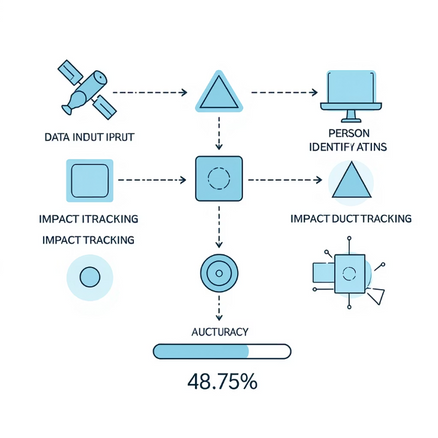 DATA INDUT IPRUT
PERSON
IDENTIFY ATINS
IMPACT ITRACKING
IMPACT DUCT TRACKING
IMPACT TRACKING
AUCTURACY
48.75%